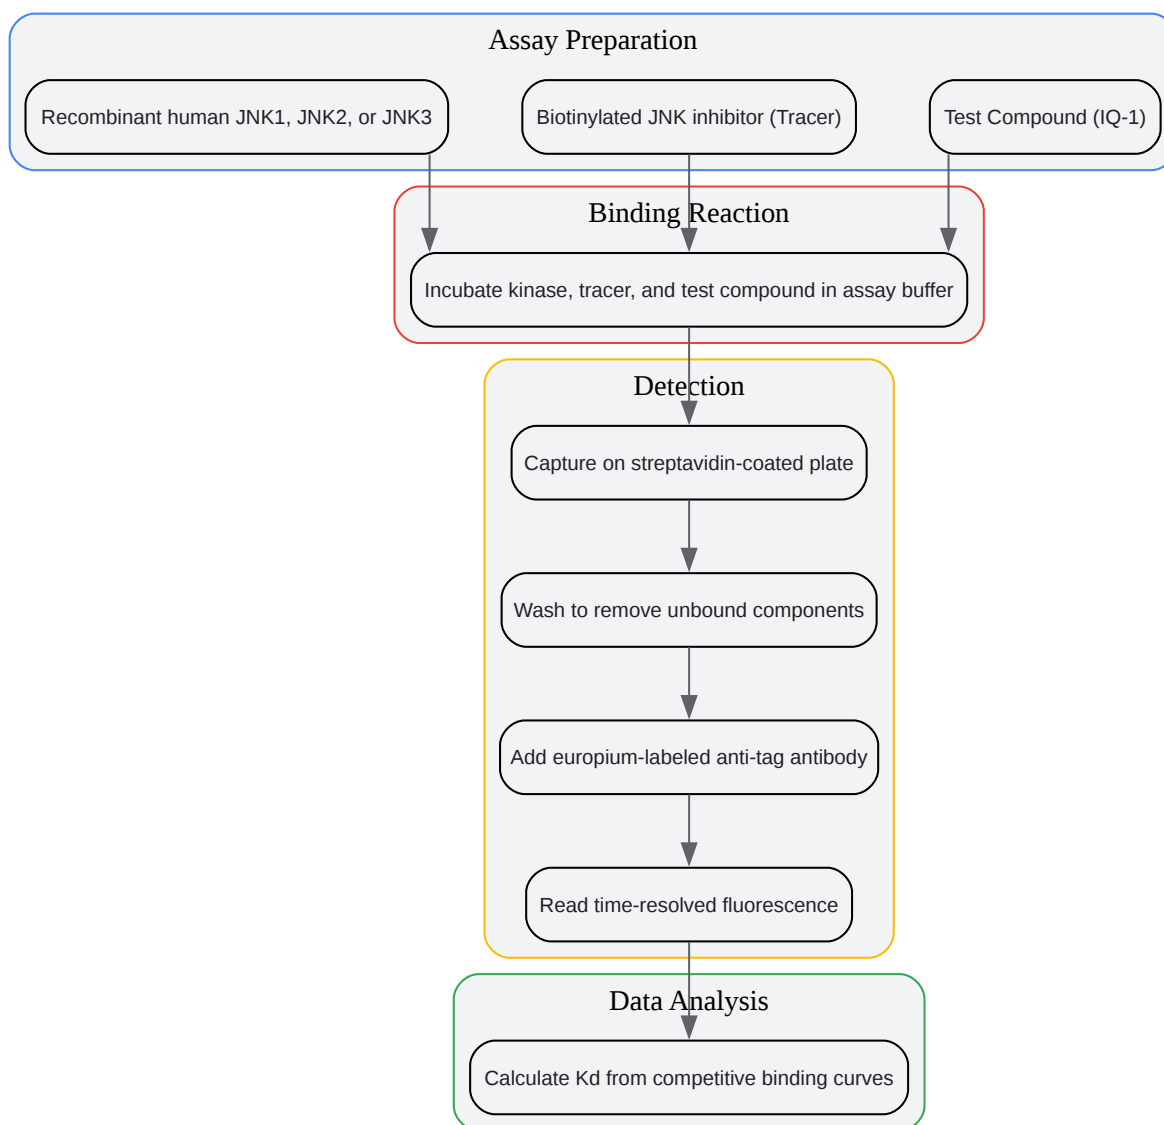 Assay Preparation
Recombinant human JNK1, JNK2, or JNK3
Biotinylated JNK inhibitor (Tracer)
Test Compound (IQ-1)
Binding Reaction
Incubate kinase, tracer, and test compound in assay buffer
Detection
Capture on streptavidin-coated plate
Wash to remove unbound components
Add europium-labeled anti-tag antibody
Read time-resolved fluorescence
Data Analysis
Calculate Kd from competitive binding curves